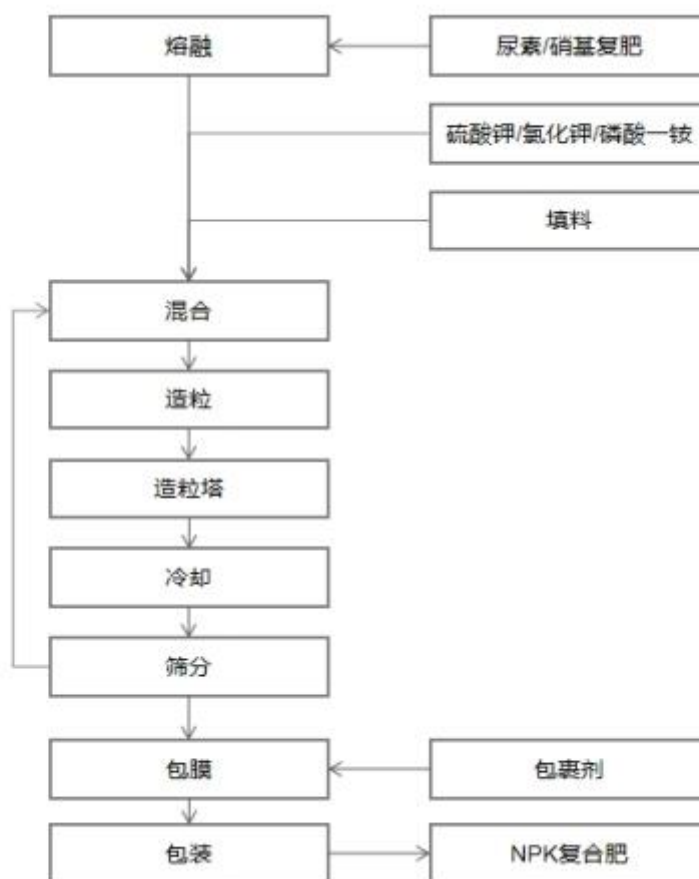 熔融
尿素/硝基复肥
硫酸钾/氯化钾/磷酸一铵
填料
混合
造粒
造粒塔
冷却
筛分
包膜
包裹剂
包装
NPK复合肥